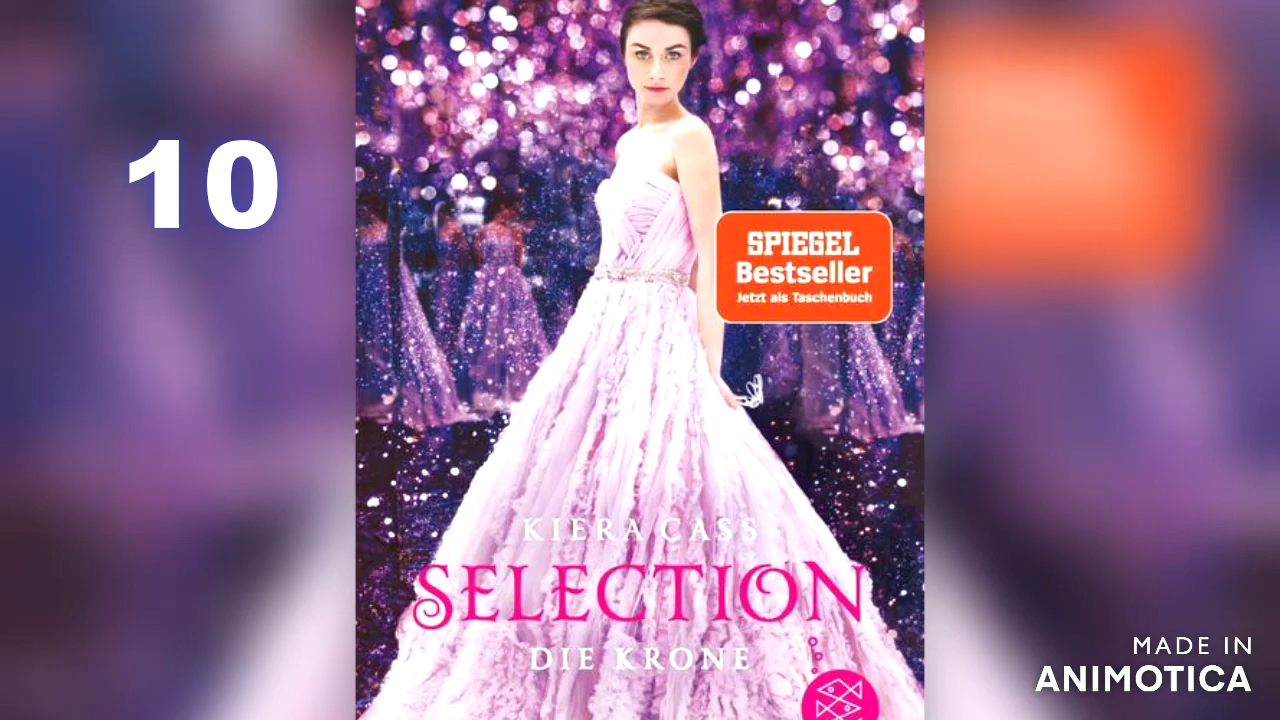 10
SPIEGEL
Bestseller
Jetzt als Taschenbuch
KIERA CASS
SELECTION
DIE KRONE
MADE IN
ANIMOTICA